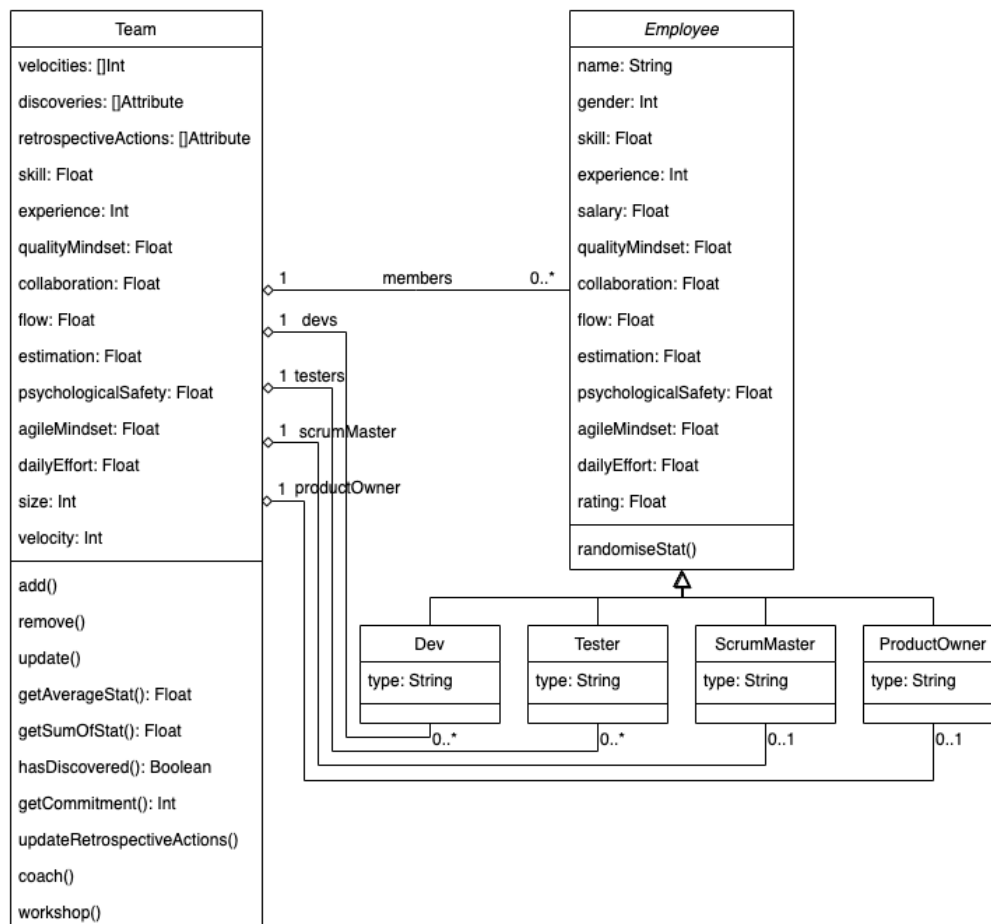 Team
velocities: []Int
discoveries: []Attribute
retrospectiveActions: []Attribute
skill: Float
experience: Int
qualityMindset: Float
collaboration: Float
flow: Float
estimation: Float
psychologicalSafety: Float
agileMindset: Float
dailyEffort: Float
size: Int
velocity: Int
add()
remove()
update()
getAverageStat(): Float
getSumOfStat(): Float
hasDiscovered(): Boolean
getCommitment(): Int
updateRetrospectiveActions()
coach()
workshop()
1 members 0..*
1 devs
1 testers
1 scrumMaster
1 productOwner
Employee
name: String
gender: Int
skill: Float
experience: Int
salary: Float
qualityMindset: Float
collaboration: Float
flow: Float
estimation: Float
psychologicalSafety: Float
agileMindset: Float
dailyEffort: Float
rating: Float
randomiseStat()
Dev
type: String
0..*
Tester
type: String
0..*
ScrumMaster
type: String
0..1
ProductOwner
type: String
0..1